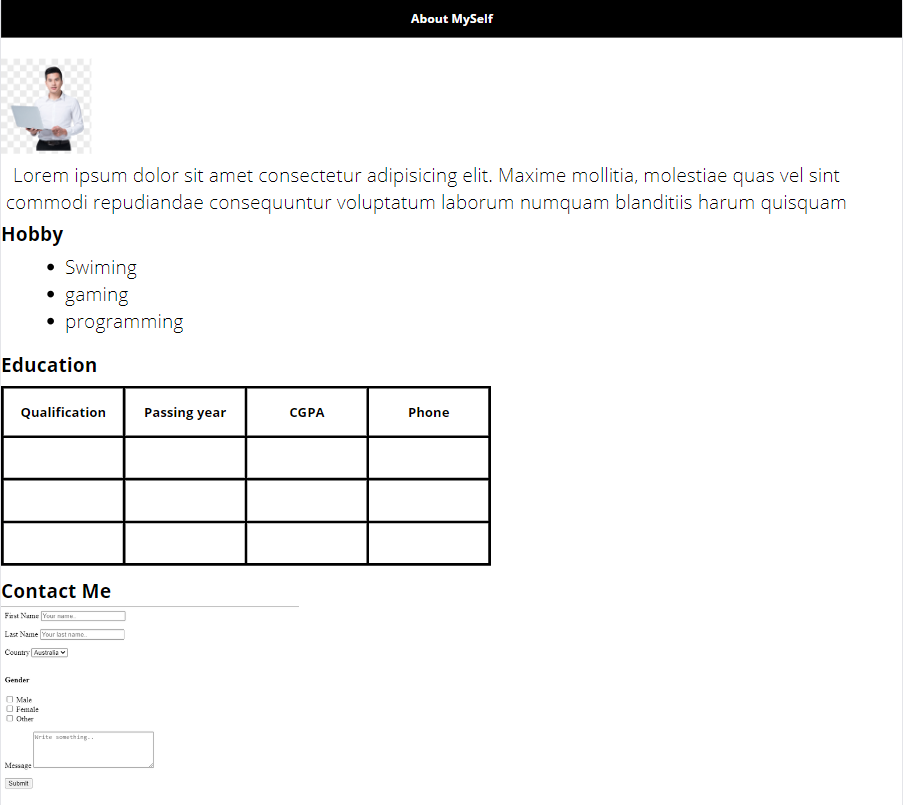 About MySelf
Lorem ipsum dolor sit amet consectetur adipisicing elit. Maxime mollitia, molestiae quas vel sint
commodi repudiandae consequuntur voluptatum laborum numquam blanditiis harum quisquam
Hobby
Swiming
gaming
programming
Education
Qualification Passing year CGPA Phone
Contact Me
First Name Your name..
Last Name Your last name..
Country Australia
Gender
Male
Female
Other
Write something..
Message
Submit